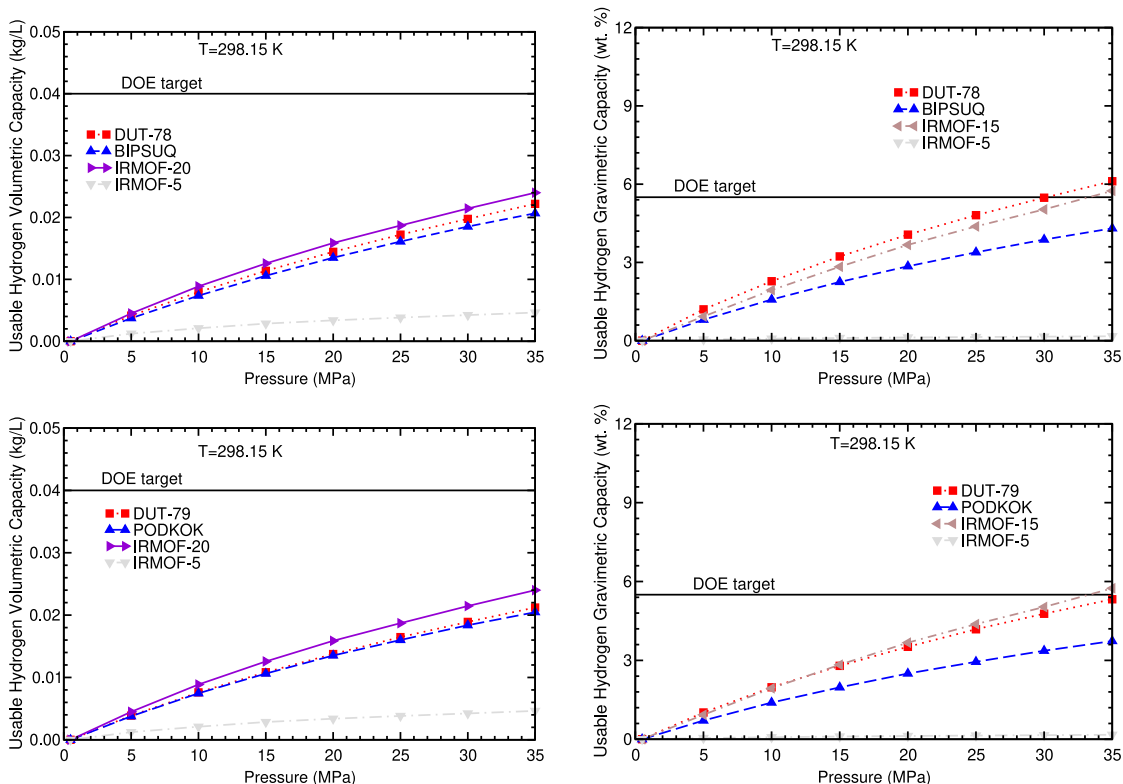 Usable Hydrogen Volumetric Capacity (kg/L)
0.05
0.04
0.03
0.02
0.01
0.00
T=298.15 K
DOE target
DUT-78
BIPSUQ
IRMOF-20
IRMOF-5
0 5 10 15 20 25 30 35
Pressure (MPa)
Usable Hydrogen Gravimetric Capacity (wt. %)
12
9
6
3
0
T=298.15 K
DUT-78
BIPSUQ
IRMOF-15
IRMOF-5
DOE target
0 5 10 15 20 25 30 35
Pressure (MPa)
Usable Hydrogen Volumetric Capacity (kg/L)
0.05
0.04
0.03
0.02
0.01
0.00
T=298.15 K
DOE target
DUT-79
PODKOK
IRMOF-20
IRMOF-5
0 5 10 15 20 25 30 35
Pressure (MPa)
Usable Hydrogen Gravimetric Capacity (wt. %)
12
9
6
3
0
T=298.15 K
DUT-79
PODKOK
IRMOF-15
IRMOF-5
DOE target
0 5 10 15 20 25 30 35
Pressure (MPa)